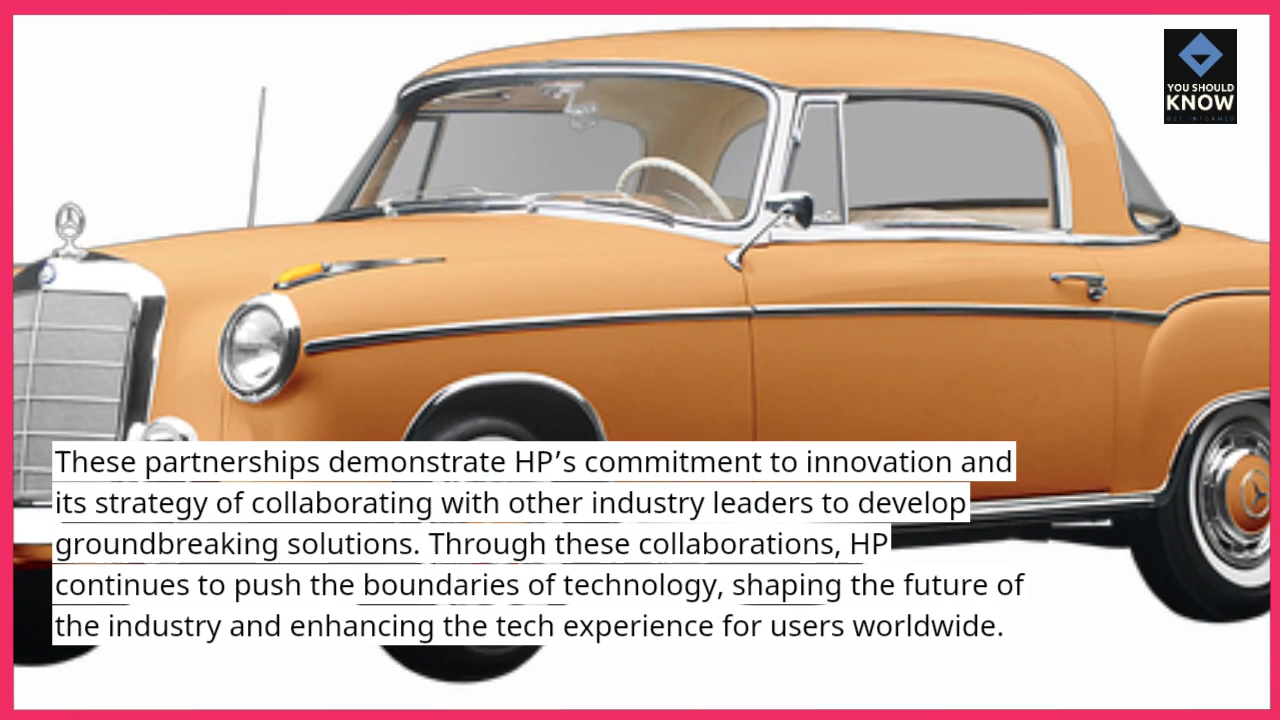 YOU SHOULD
KNOW
GET INFORMED
These partnerships demonstrate HP’s commitment to innovation and
its strategy of collaborating with other industry leaders to develop
groundbreaking solutions. Through these collaborations, HP
continues to push the boundaries of technology, shaping the future of
the industry and enhancing the tech experience for users worldwide.